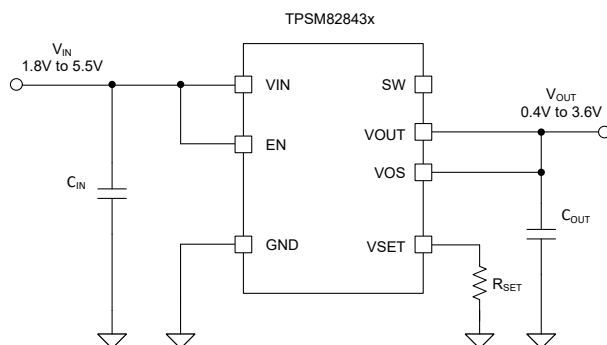 TPSM82843x
V_IN
1.8V to 5.5V
VIN
SW
V_OUT
0.4V to 3.6V
VOUT
EN
VOS
C_IN
C_OUT
GND
VSET
R_SET